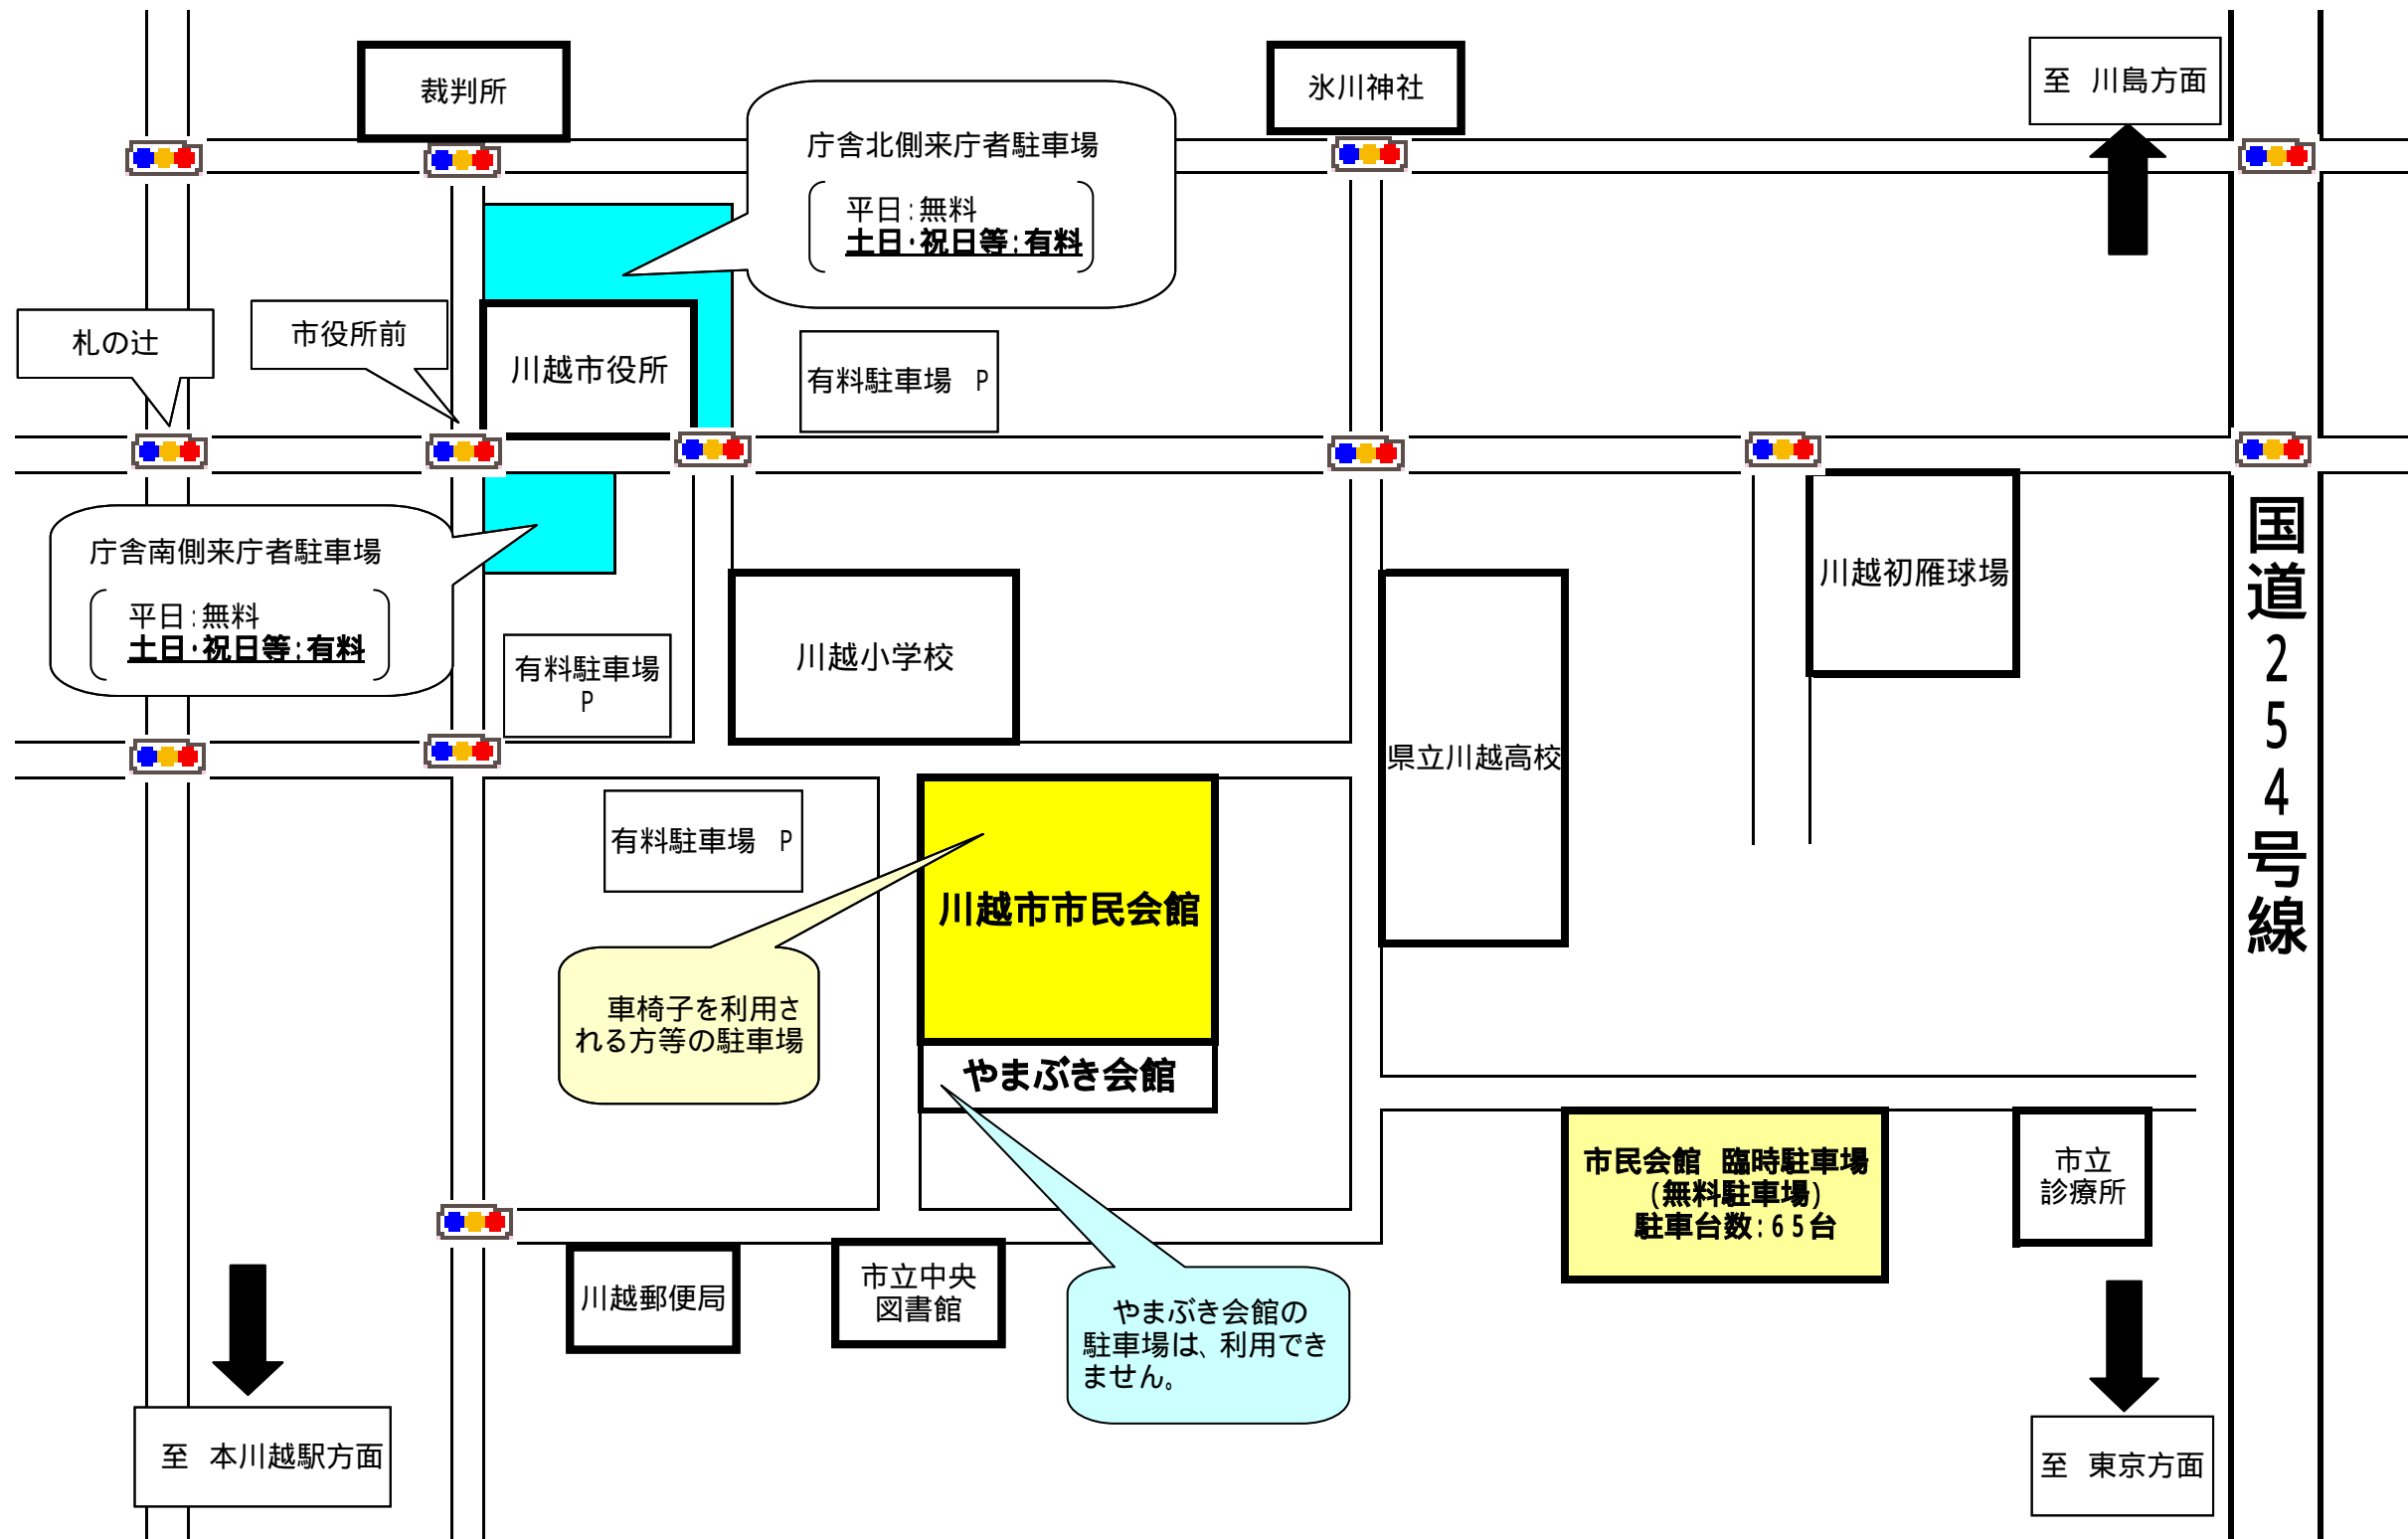 裁判所
氷川神社
至 川島方面
庁舎北側来庁者駐車場
平日:無料
土日・祝日等:有料
札の辻
市役所前
川越市役所
有料駐車場 P
庁舎南側来庁者駐車場
平日:無料
土日・祝日等:有料
有料駐車場
P
川越小学校
県立川越高校
川越初雁球場
国道254号線
有料駐車場 P
川越市市民会館
車椅子を利用さ
れる方等の駐車場
やまぶき会館
市民会館 臨時駐車場
(無料駐車場)
駐車台数:65台
市立
診療所
川越郵便局
市立中央
図書館
やまぶき会館の
駐車場は、利用でき
ません。
至 本川越駅方面
至 東京方面